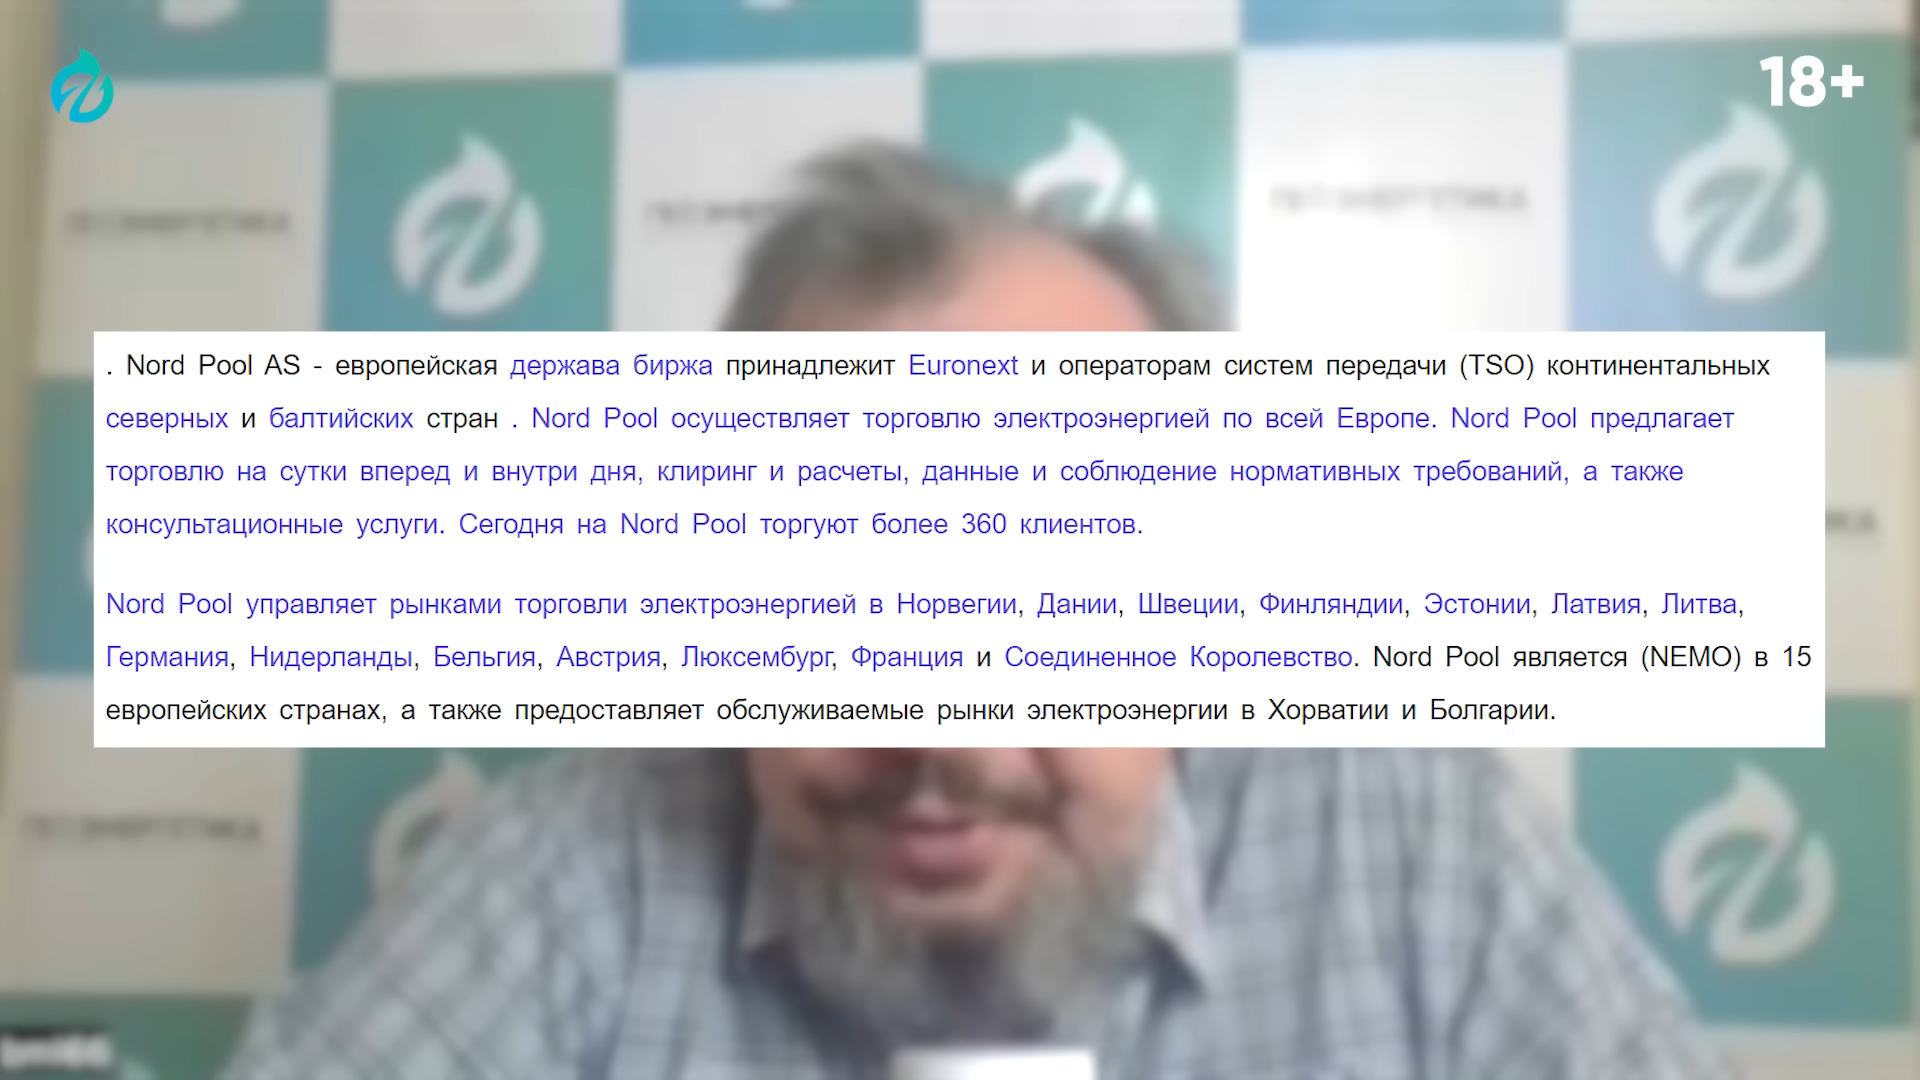 18+
ГЕОЭНЕРГЕТИКА
ГЕОЭНЕРГЕТИКА
. Nord Pool AS - европейская держава биржа принадлежит Euronext и операторам систем передачи (TSO) континентальных
северных и балтийских стран . Nord Pool осуществляет торговлю электроэнергией по всей Европе. Nord Pool предлагает
торговлю на сутки вперед и внутри дня, клиринг и расчеты, данные и соблюдение нормативных требований, а также
консультационные услуги. Сегодня на Nord Pool торгуют более 360 клиентов.
Nord Pool управляет рынками торговли электроэнергией в Норвегии, Дании, Швеции, Финляндии, Эстонии, Латвия, Литва,
Германия, Нидерланды, Бельгия, Австрия, Люксембург, Франция и Соединенное Королевство. Nord Pool является (NEMO) в 15
европейских странах, а также предоставляет обслуживаемые рынки электроэнергии в Хорватии и Болгарии.
ГЕОЭНЕРГЕТИКА